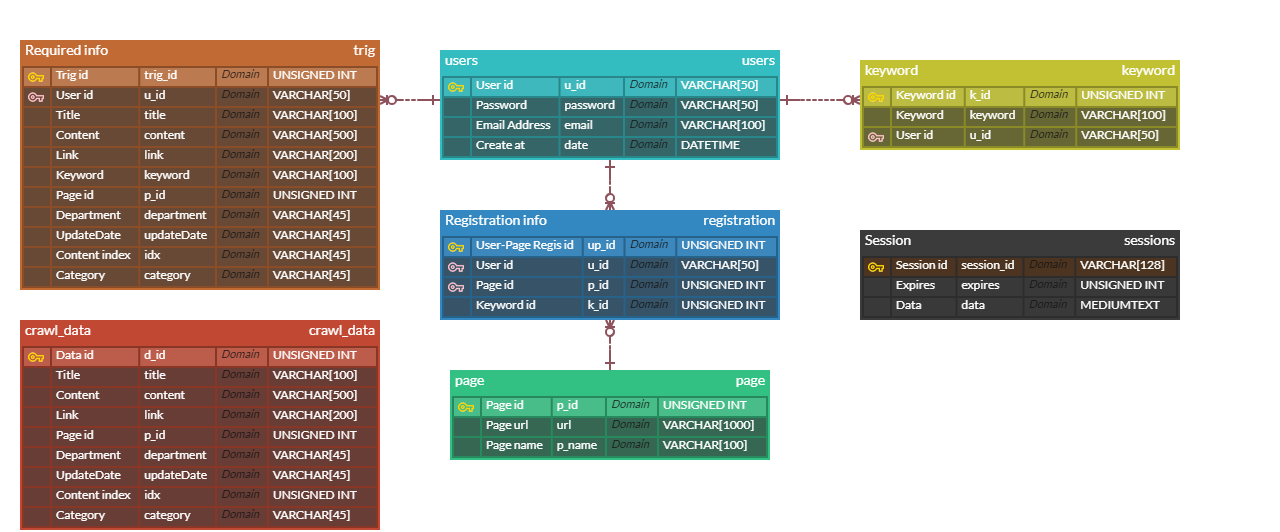 Required info trig
Trig id trig_id Domain UNSIGNED INT
User id u_id Domain VARCHAR[50]
Title title Domain VARCHAR[100]
Content content Domain VARCHAR[500]
Link link Domain VARCHAR[200]
Keyword keyword Domain VARCHAR[100]
Page id p_id Domain UNSIGNED INT
Department department Domain VARCHAR[45]
UpdateDate updateDate Domain VARCHAR[45]
Content index idx Domain VARCHAR[45]
Category category Domain VARCHAR[45]
users users
User id u_id Domain VARCHAR[50]
Password password Domain VARCHAR[50]
Email Address email Domain VARCHAR[100]
Create at date Domain DATETIME
keyword keyword
Keyword id k_id Domain UNSIGNED INT
Keyword keyword Domain VARCHAR[100]
User id u_id Domain VARCHAR[50]
Registration info registration
User-Page Regis id up_id Domain UNSIGNED INT
User id u_id Domain VARCHAR[50]
Page id p_id Domain UNSIGNED INT
Keyword id k_id Domain UNSIGNED INT
Session sessions
Session id session_id Domain VARCHAR[128]
Expires expires Domain UNSIGNED INT
Data data Domain MEDIUMTEXT
crawl_data crawl_data
Data id d_id Domain UNSIGNED INT
Title title Domain VARCHAR[100]
Content content Domain VARCHAR[500]
Link link Domain VARCHAR[200]
Page id p_id Domain UNSIGNED INT
Department department Domain VARCHAR[45]
UpdateDate updateDate Domain VARCHAR[45]
Content index idx Domain UNSIGNED INT
Category category Domain VARCHAR[45]
page page
Page id p_id Domain UNSIGNED INT
Page url url Domain VARCHAR[1000]
Page name p_name Domain VARCHAR[100]